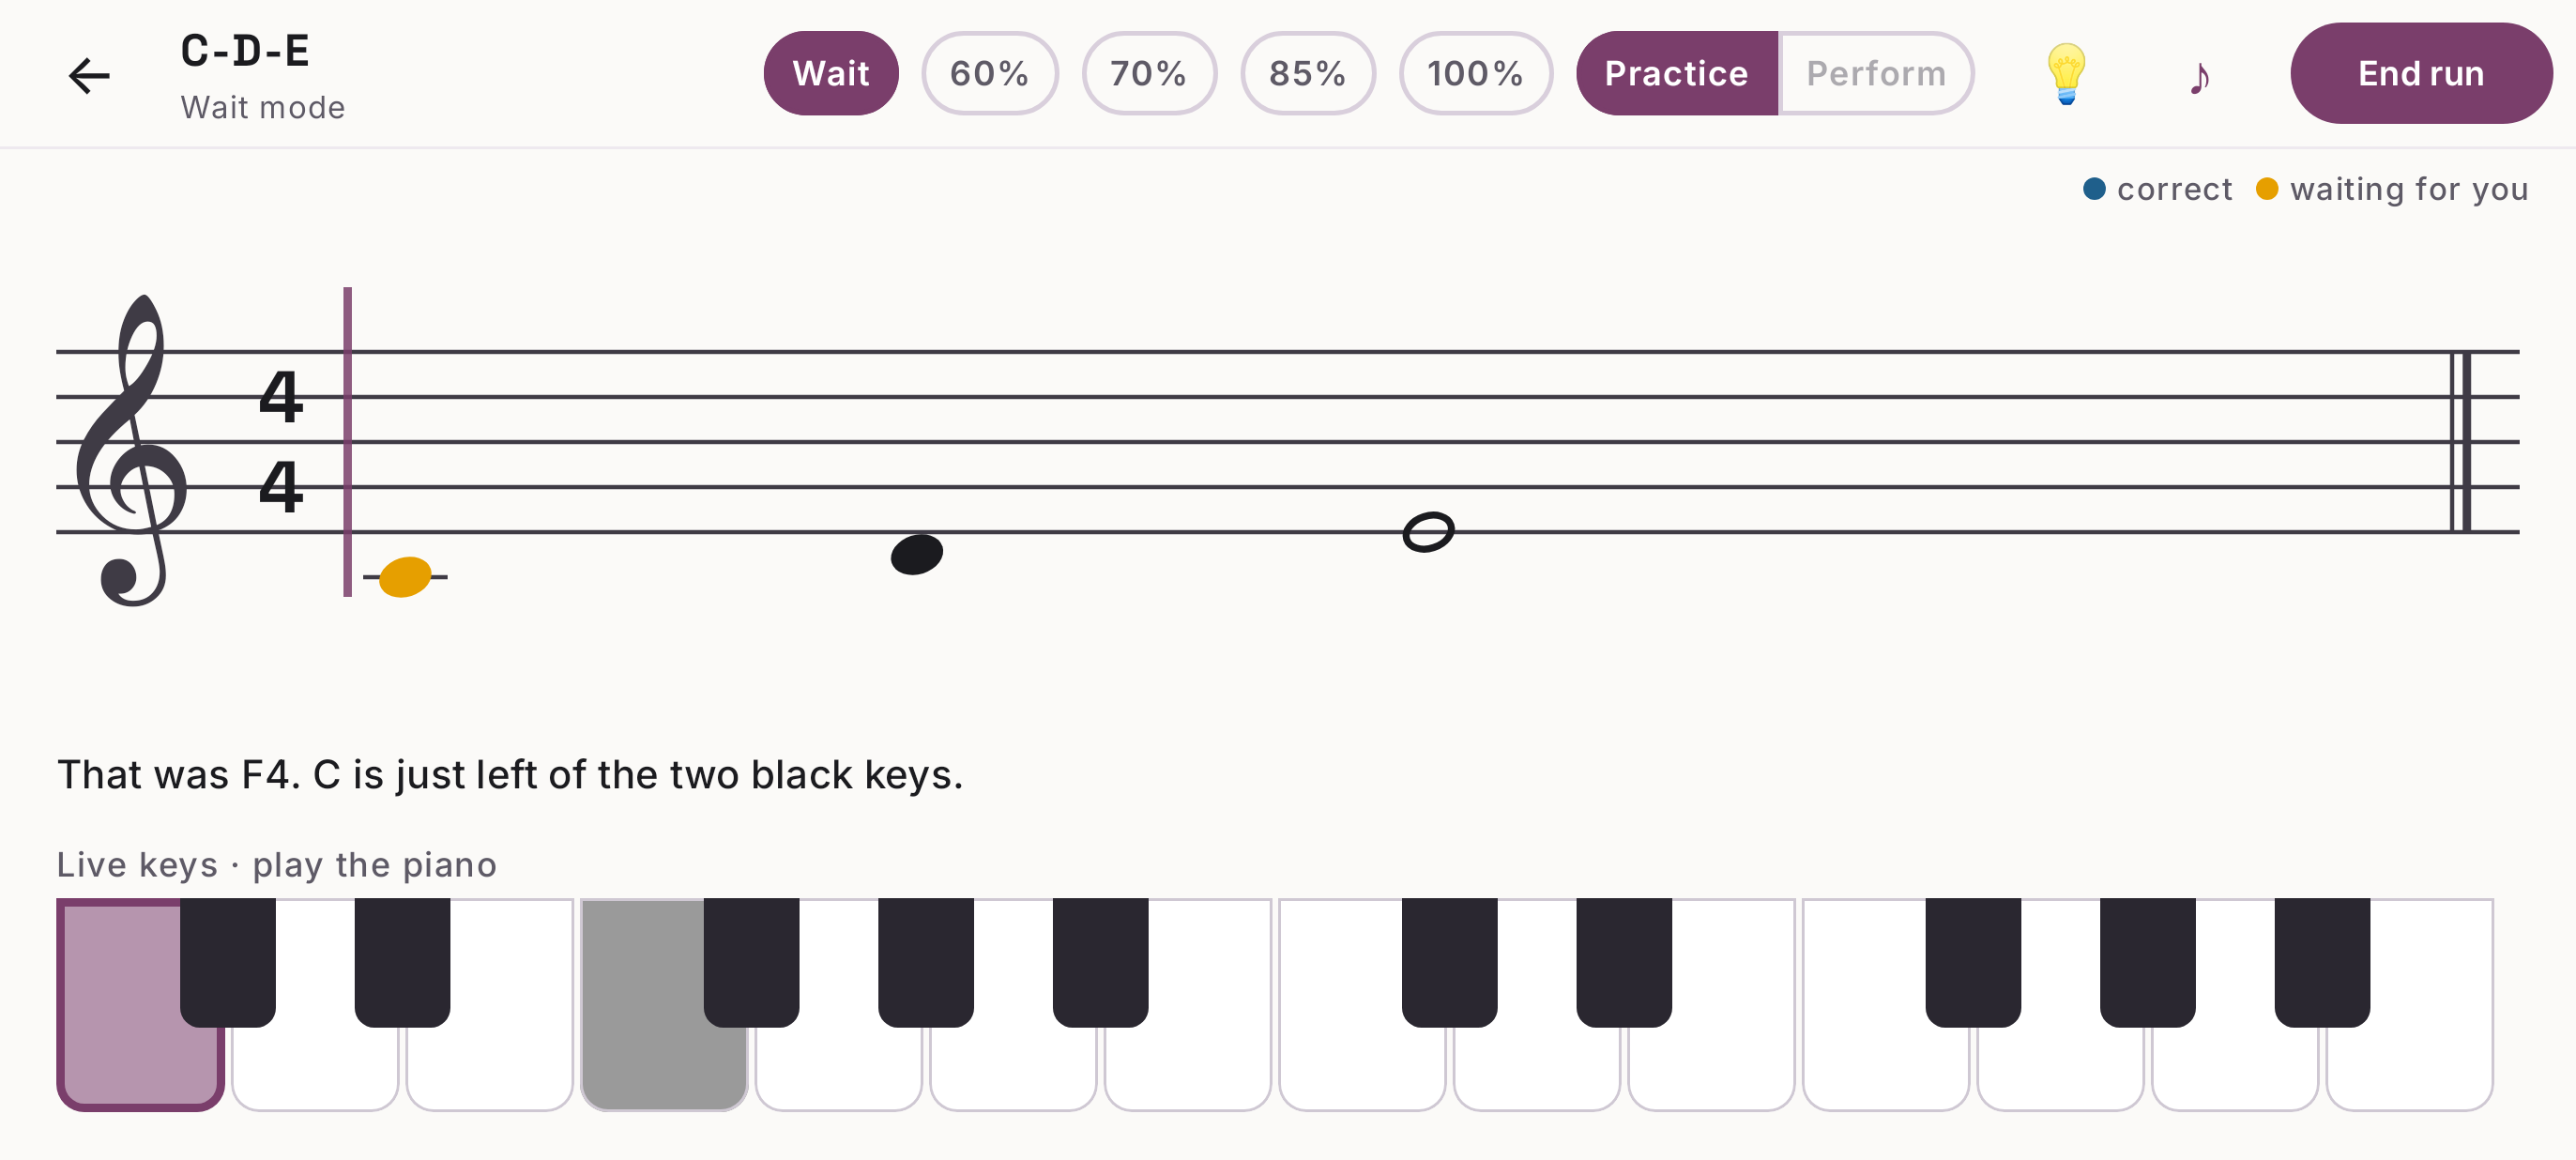 C-D-E
Wait mode
Wait
60%
70%
85%
100%
Practice
Perform
End run
correct
waiting for you
4
4
That was F4. C is just left of the two black keys.
Live keys · play the piano